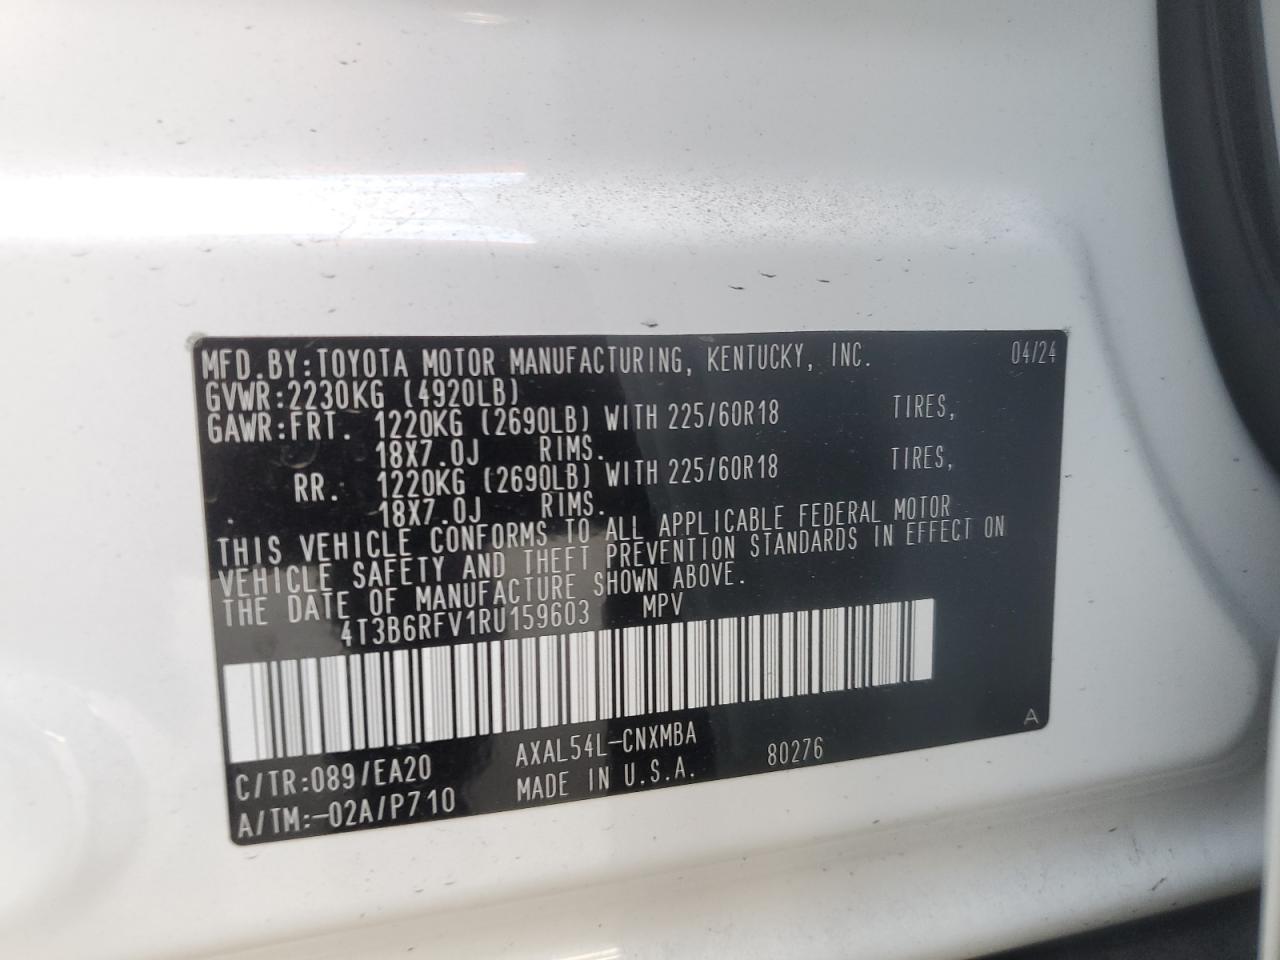 MFD.BY:TOYOTA MOTOR MANUFACTURING, KENTUCKY, INC. 04/24
GVWR:2230KG (4920LB)
GAWR:FRT. 1220KG (2690LB) WITH 225/60R18 TIRES,
18X7.0J RIMS.
RR. 1220KG (2690LB) WITH 225/60R18 TIRES,
18X7.0J RIMS.
THIS VEHICLE CONFORMS TO ALL APPLICABLE FEDERAL MOTOR
VEHICLE SAFETY AND THEFT PREVENTION STANDARDS IN EFFECT ON
THE DATE OF MANUFACTURE SHOWN ABOVE.
4T3B6RFV1RU159603 MPV
C/TR:089/EA20 AXAL54L-CNXMBA 80276 A
A/TM:-02A/P710 MADE IN U.S.A.